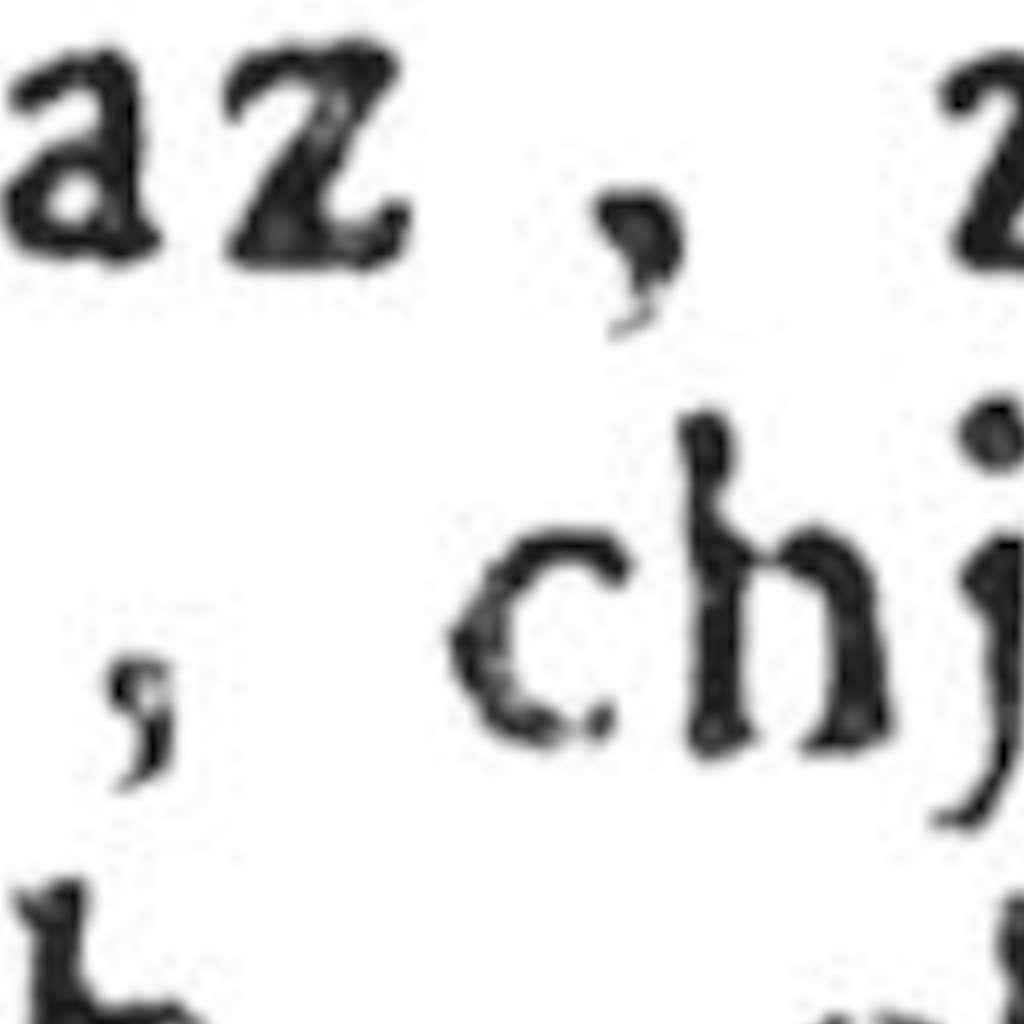 az , z
, chj
h